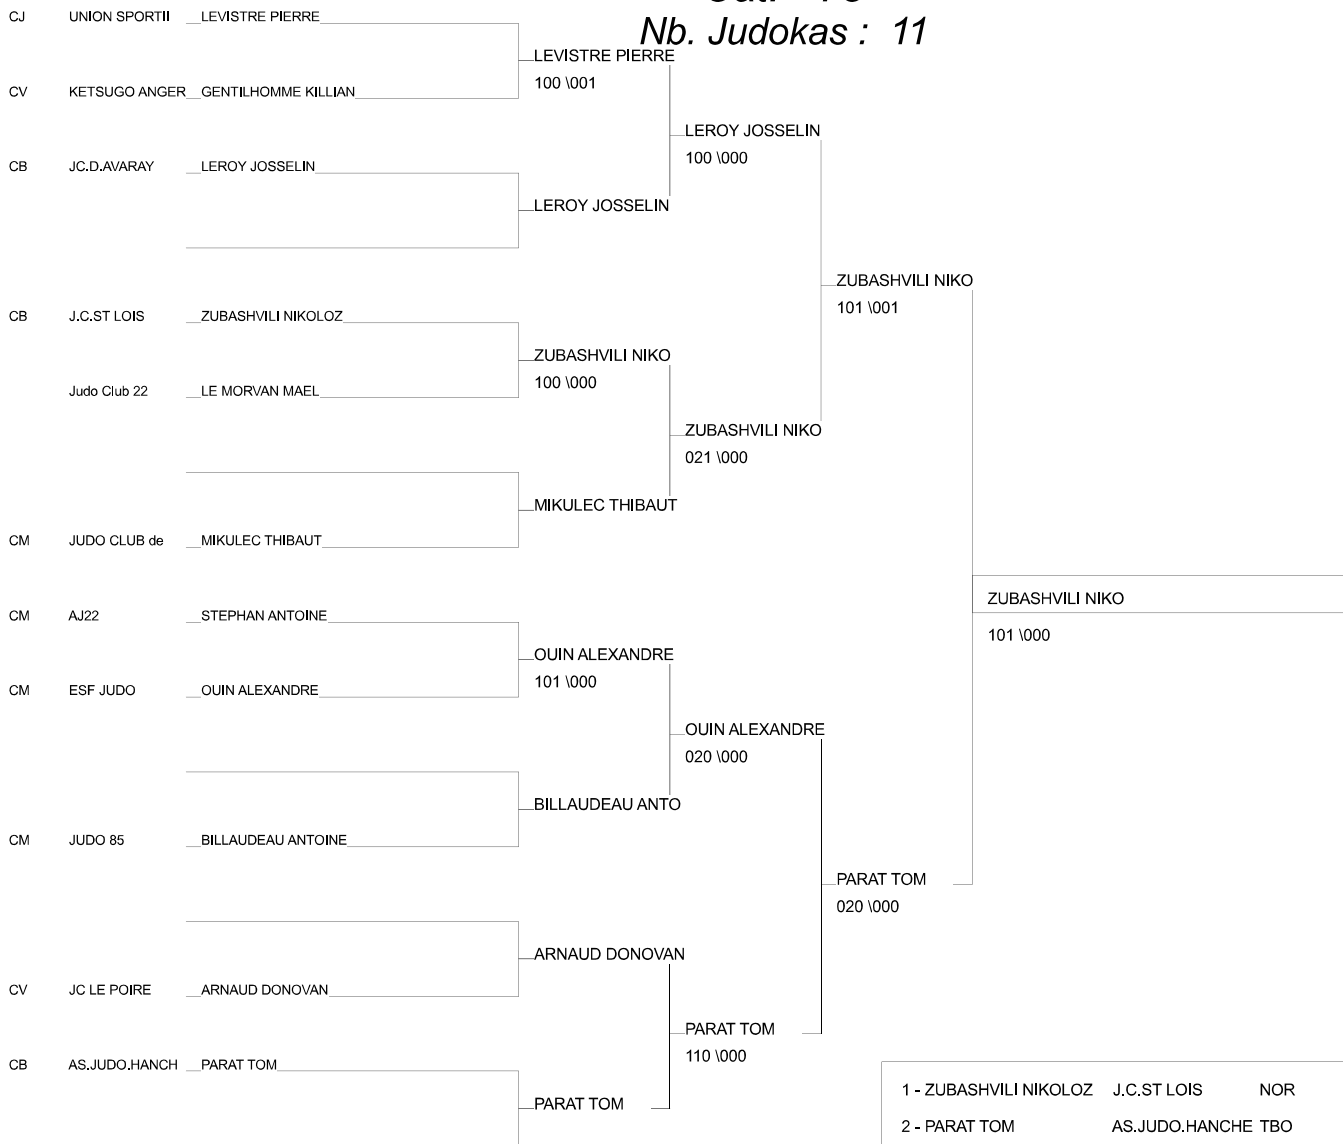 Nb. Judokas : 11
CJ UNION SPORTII LEVISTRE PIERRE
LEVISTRE PIERRE
100 \001
CV KETSUGO ANGER GENTILHOMME KILLIAN
LEROY JOSSELIN
100 \000
CB JC.D.AVARAY LEROY JOSSELIN
LEROY JOSSELIN
ZUBASHVILI NIKO
101 \001
CB J.C.ST LOIS ZUBASHVILI NIKOLOZ
ZUBASHVILI NIKO
100 \000
Judo Club 22 LE MORVAN MAEL
ZUBASHVILI NIKO
021 \000
MIKULEC THIBAUT
CM JUDO CLUB de MIKULEC THIBAUT
ZUBASHVILI NIKO
101 \000
CM AJ22 STEPHAN ANTOINE
OUIN ALEXANDRE
101 \000
CM ESF JUDO OUIN ALEXANDRE
OUIN ALEXANDRE
020 \000
BILLAUDEAU ANTO
CM JUDO 85 BILLAUDEAU ANTOINE
PARAT TOM
020 \000
ARNAUD DONOVAN
CV JC LE POIRE ARNAUD DONOVAN
PARAT TOM
110 \000
CB AS.JUDO.HANCH PARAT TOM
PARAT TOM
1 - ZUBASHVILI NIKOLOZ J.C.ST LOIS NOR
2 - PARAT TOM AS.JUDO.HANCHE TBO